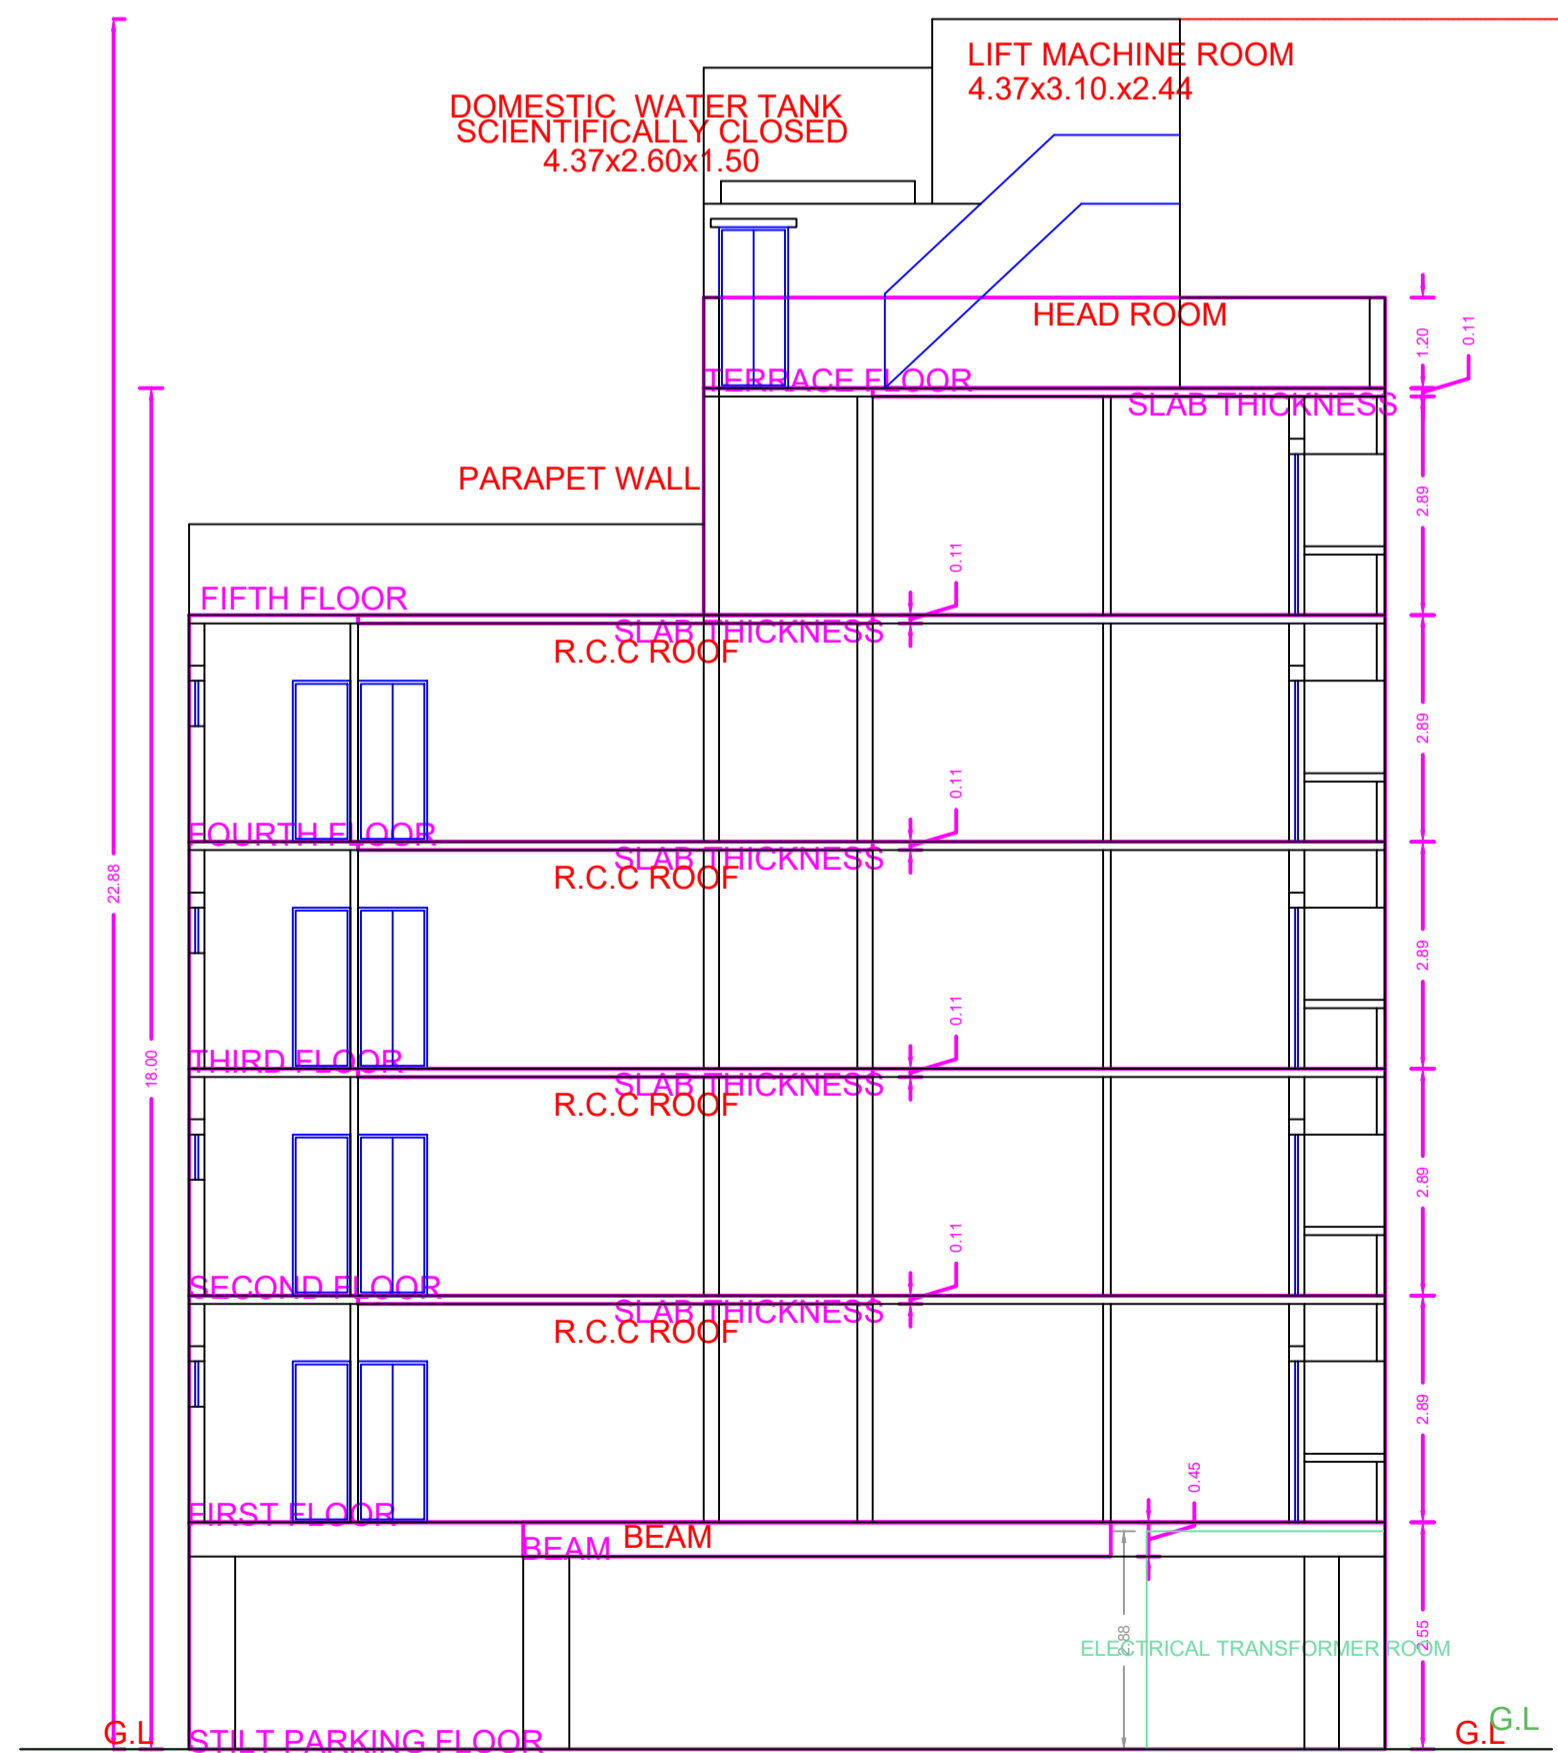 LIFT MACHINE ROOM
4.37x3.10.x2.44
DOMESTIC WATER TANK
SCIENTIFICALLY CLOSED
4.37x2.60x1.50
HEAD ROOM
1.20
0.11
TERRACE FLOOR
SLAB THICKNESS
PARAPET WALL
2.89
0.11
FIFTH FLOOR
SLAB THICKNESS
R.C.C ROOF
2.89
0.11
FOURTH FLOOR
SLAB THICKNESS
R.C.C ROOF
22.88
2.89
0.11
THIRD FLOOR
18.00
SLAB THICKNESS
R.C.C ROOF
2.89
0.11
SECOND FLOOR
SLAB THICKNESS
R.C.C ROOF
2.89
0.45
FIRST FLOOR
BEAM
BEAM
2.88
ELECTRICAL TRANSFORMER ROOM
2.55
G.L
STILT PARKING FLOOR
G.L
G.L